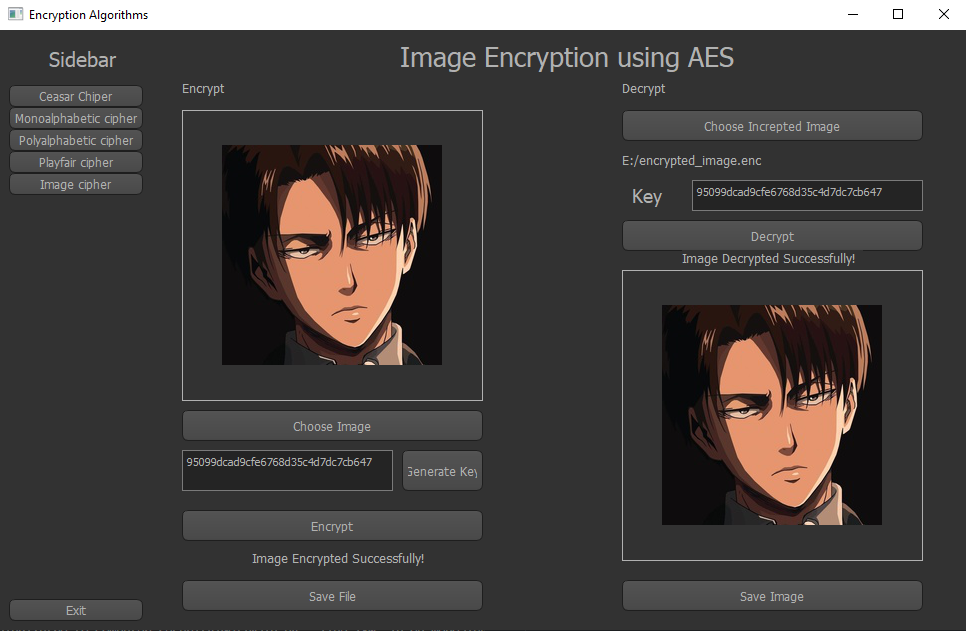 Encryption Algorithms
Sidebar
Ceasar Chiper
Monoalphabetic cipher
Polyalphabetic cipher
Playfair cipher
Image cipher
Exit
Image Encryption using AES
Encrypt
Choose Image
95099dcad9cfe6768d35c4d7dc7cb647
Generate Key
Encrypt
Image Encrypted Successfully!
Save File
Decrypt
Choose Increpted Image
E:/encrypted_image.enc
Key
95099dcad9cfe6768d35c4d7dc7cb647
Decrypt
Image Decrypted Successfully!
Save Image